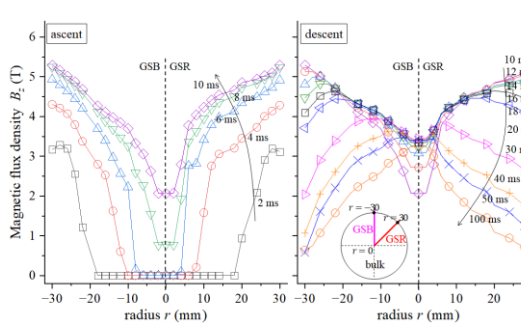 ascent
GSB GSR
10 ms
8 ms
6 ms
4 ms
2 ms
Magnetic flux density B_z (T)
6
5
4
3
2
1
0
-30 -20 -10 0 10 20 30
radius r (mm)
descent
GSB GSR
10 m
12 m
14
16
18
20
30 m
40 ms
50 ms
100 ms
r = −30
r = 30
GSB
GSR
r = 0
bulk
-30 -20 -10 0 10 20
radius r (mm)